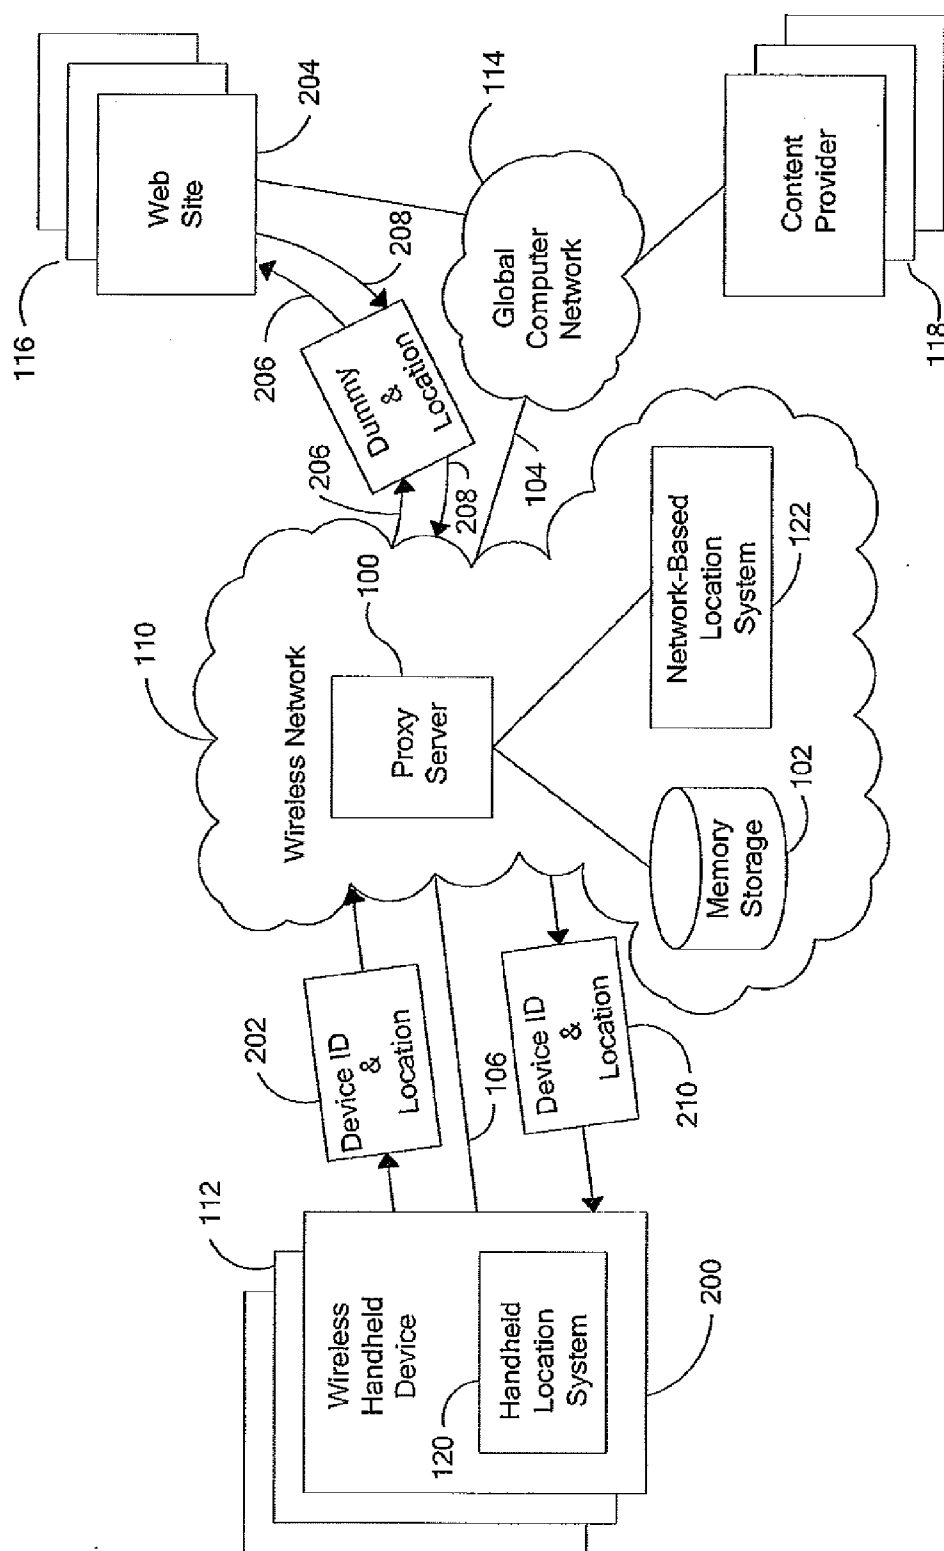 112
Wireless
Handheld
Device
120
Handheld
Location
System
200
202
Device ID
&
Location
106
Device ID
&
Location
210
110
Wireless Network
100
Proxy
Server
Memory
Storage
102
Network-Based
Location
System
122
206
Dummy
&
Location
208
206
208
104
116
Web
Site
204
Global
Computer
Network
114
Content
Provider
118